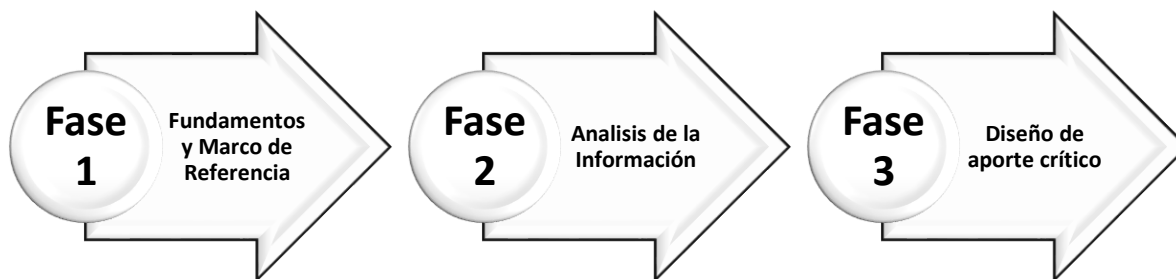 Fase
1
Fundamentos
y Marco de
Referencia
Fase
2
Analisis de la
Información
Fase
3
Diseño de
aporte crítico